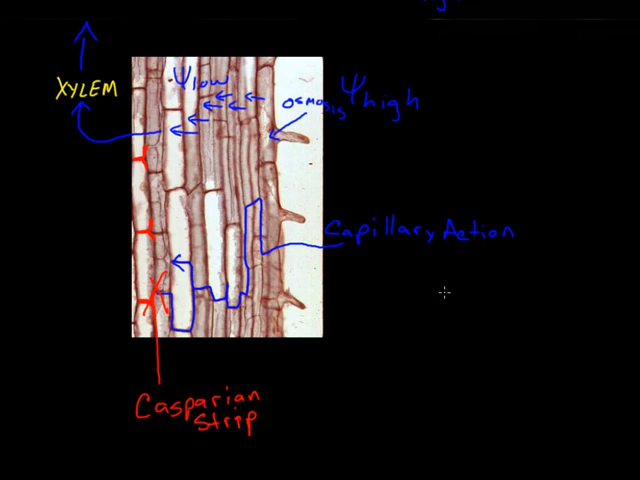 XYLEM
Ψlow
Osmosis
Ψhigh
Capillary Action
Casparian
Strip